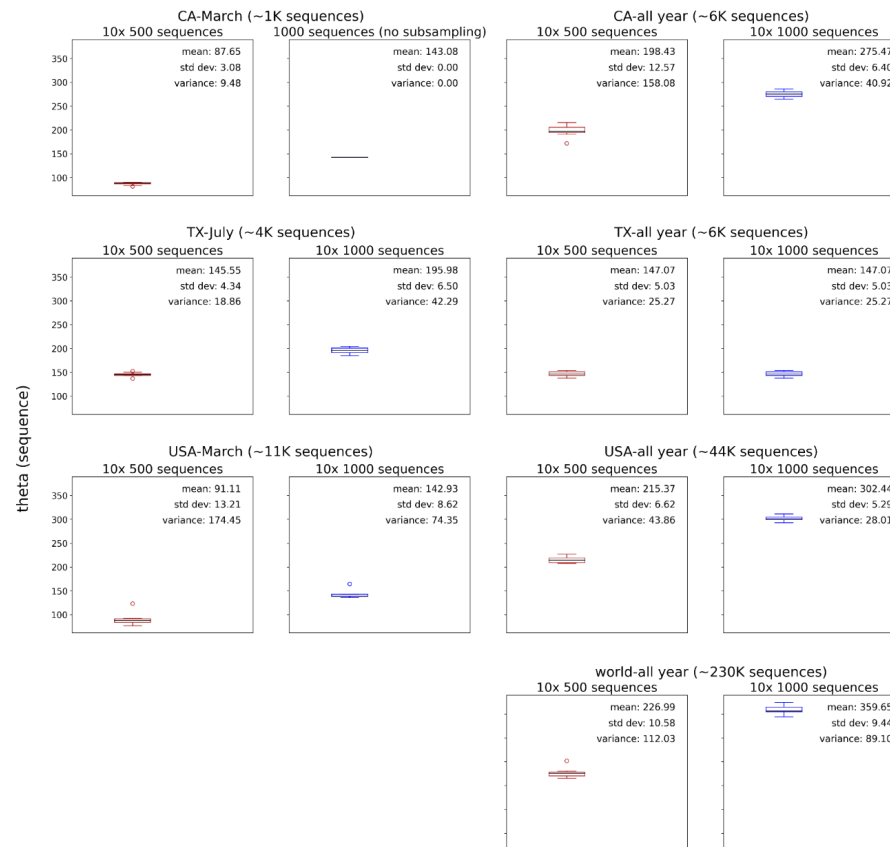 CA-March (~1K sequences)
10x 500 sequences
1000 sequences (no subsampling)
350
300
250
200
150
100
mean: 87.65
std dev: 3.08
variance: 9.48
mean: 143.08
std dev: 0.00
variance: 0.00
CA-all year (~6K sequences)
10x 500 sequences
10x 1000 sequences
mean: 198.43
std dev: 12.57
variance: 158.08
mean: 275.47
std dev: 6.40
variance: 40.92
TX-July (~4K sequences)
10x 500 sequences
10x 1000 sequences
350
300
250
200
150
100
mean: 145.55
std dev: 4.34
variance: 18.86
mean: 195.98
std dev: 6.50
variance: 42.29
TX-all year (~6K sequences)
10x 500 sequences
10x 1000 sequences
mean: 147.07
std dev: 5.03
variance: 25.27
mean: 147.07
std dev: 5.03
variance: 25.27
theta (sequence)
USA-March (~11K sequences)
10x 500 sequences
10x 1000 sequences
350
300
250
200
150
100
mean: 91.11
std dev: 13.21
variance: 174.45
mean: 142.93
std dev: 8.62
variance: 74.35
USA-all year (~44K sequences)
10x 500 sequences
10x 1000 sequences
mean: 215.37
std dev: 6.62
variance: 43.86
mean: 302.44
std dev: 5.29
variance: 28.01
world-all year (~230K sequences)
10x 500 sequences
10x 1000 sequences
mean: 226.99
std dev: 10.58
variance: 112.03
mean: 359.65
std dev: 9.44
variance: 89.10